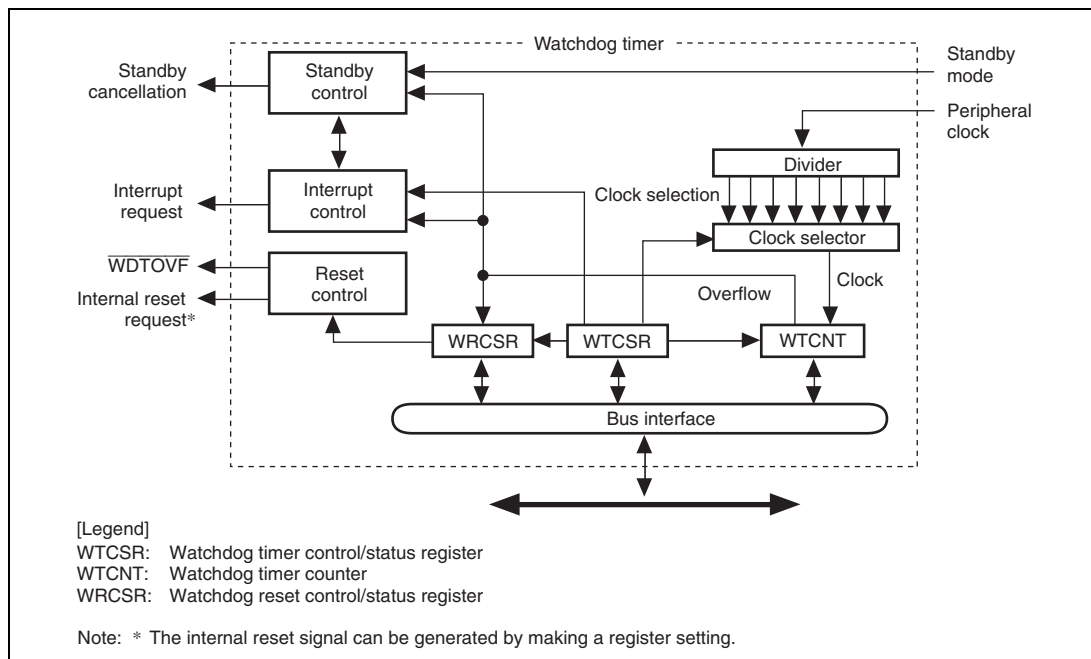 Watchdog timer
Standby
cancellation
Standby
control
Standby
mode
Peripheral
clock
Divider
Interrupt
request
Interrupt
control
Clock selection
Clock selector
WDTOVF
Reset
control
Internal reset
request*
Overflow
Clock
WRCSR
WTCSR
WTCNT
Bus interface
[Legend]
WTCSR: Watchdog timer control/status register
WTCNT: Watchdog timer counter
WRCSR: Watchdog reset control/status register
Note: * The internal reset signal can be generated by making a register setting.